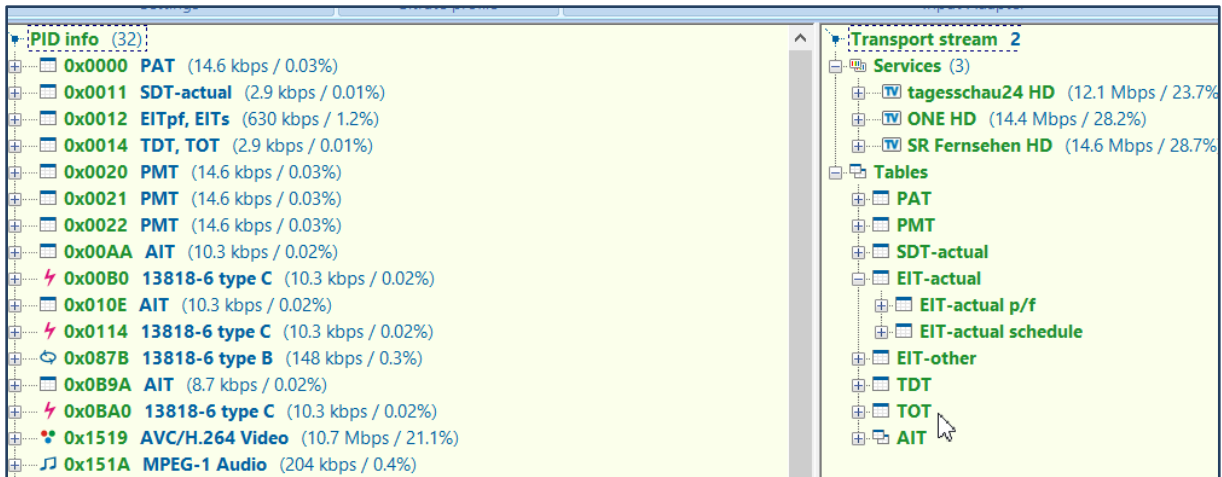 PID info (32)
0x0000 PAT (14.6 kbps / 0.03%)
0x0011 SDT-actual (2.9 kbps / 0.01%)
0x0012 EITpf, EITs (630 kbps / 1.2%)
0x0014 TDT, TOT (2.9 kbps / 0.01%)
0x0020 PMT (14.6 kbps / 0.03%)
0x0021 PMT (14.6 kbps / 0.03%)
0x0022 PMT (14.6 kbps / 0.03%)
0x00AA AIT (10.3 kbps / 0.02%)
0x00B0 13818-6 type C (10.3 kbps / 0.02%)
0x010E AIT (10.3 kbps / 0.02%)
0x0114 13818-6 type C (10.3 kbps / 0.02%)
0x087B 13818-6 type B (148 kbps / 0.3%)
0x0B9A AIT (8.7 kbps / 0.02%)
0x0BA0 13818-6 type C (10.3 kbps / 0.02%)
0x1519 AVC/H.264 Video (10.7 Mbps / 21.1%)
0x151A MPEG-1 Audio (204 kbps / 0.4%)
Transport stream 2
Services (3)
TV tagesschau24 HD (12.1 Mbps / 23.7%
TV ONE HD (14.4 Mbps / 28.2%)
TV SR Fernsehen HD (14.6 Mbps / 28.7%
Tables
PAT
PMT
SDT-actual
EIT-actual
EIT-actual p/f
EIT-actual schedule
EIT-other
TDT
TOT
AIT